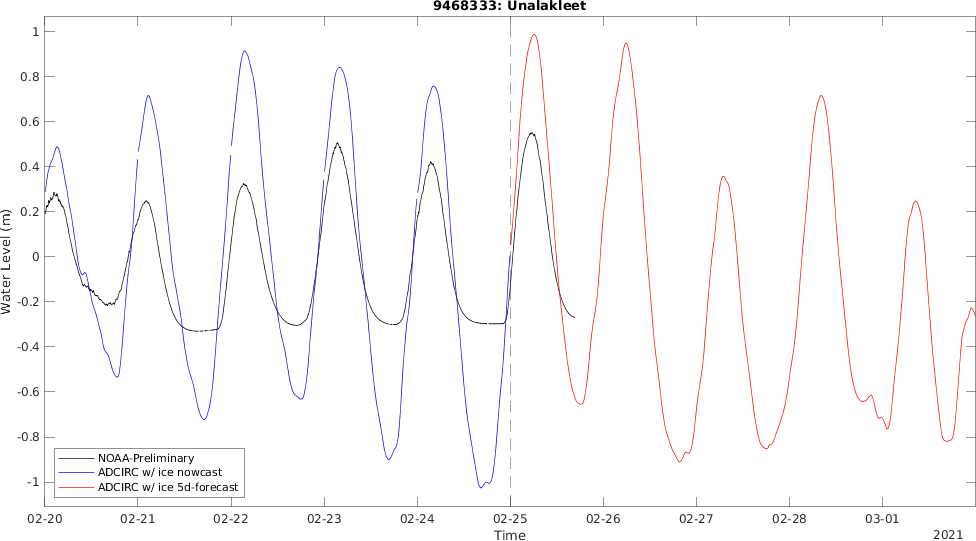 9468333: Unalakleet
Water Level (m)
1
0.8
0.6
0.4
0.2
0
-0.2
-0.4
-0.6
-0.8
-1
NOAA-Preliminary
ADCIRC w/ ice nowcast
ADCIRC w/ ice 5d-forecast
02-20 02-21 02-22 02-23 02-24 02-25 02-26 02-27 02-28 03-01
Time
2021